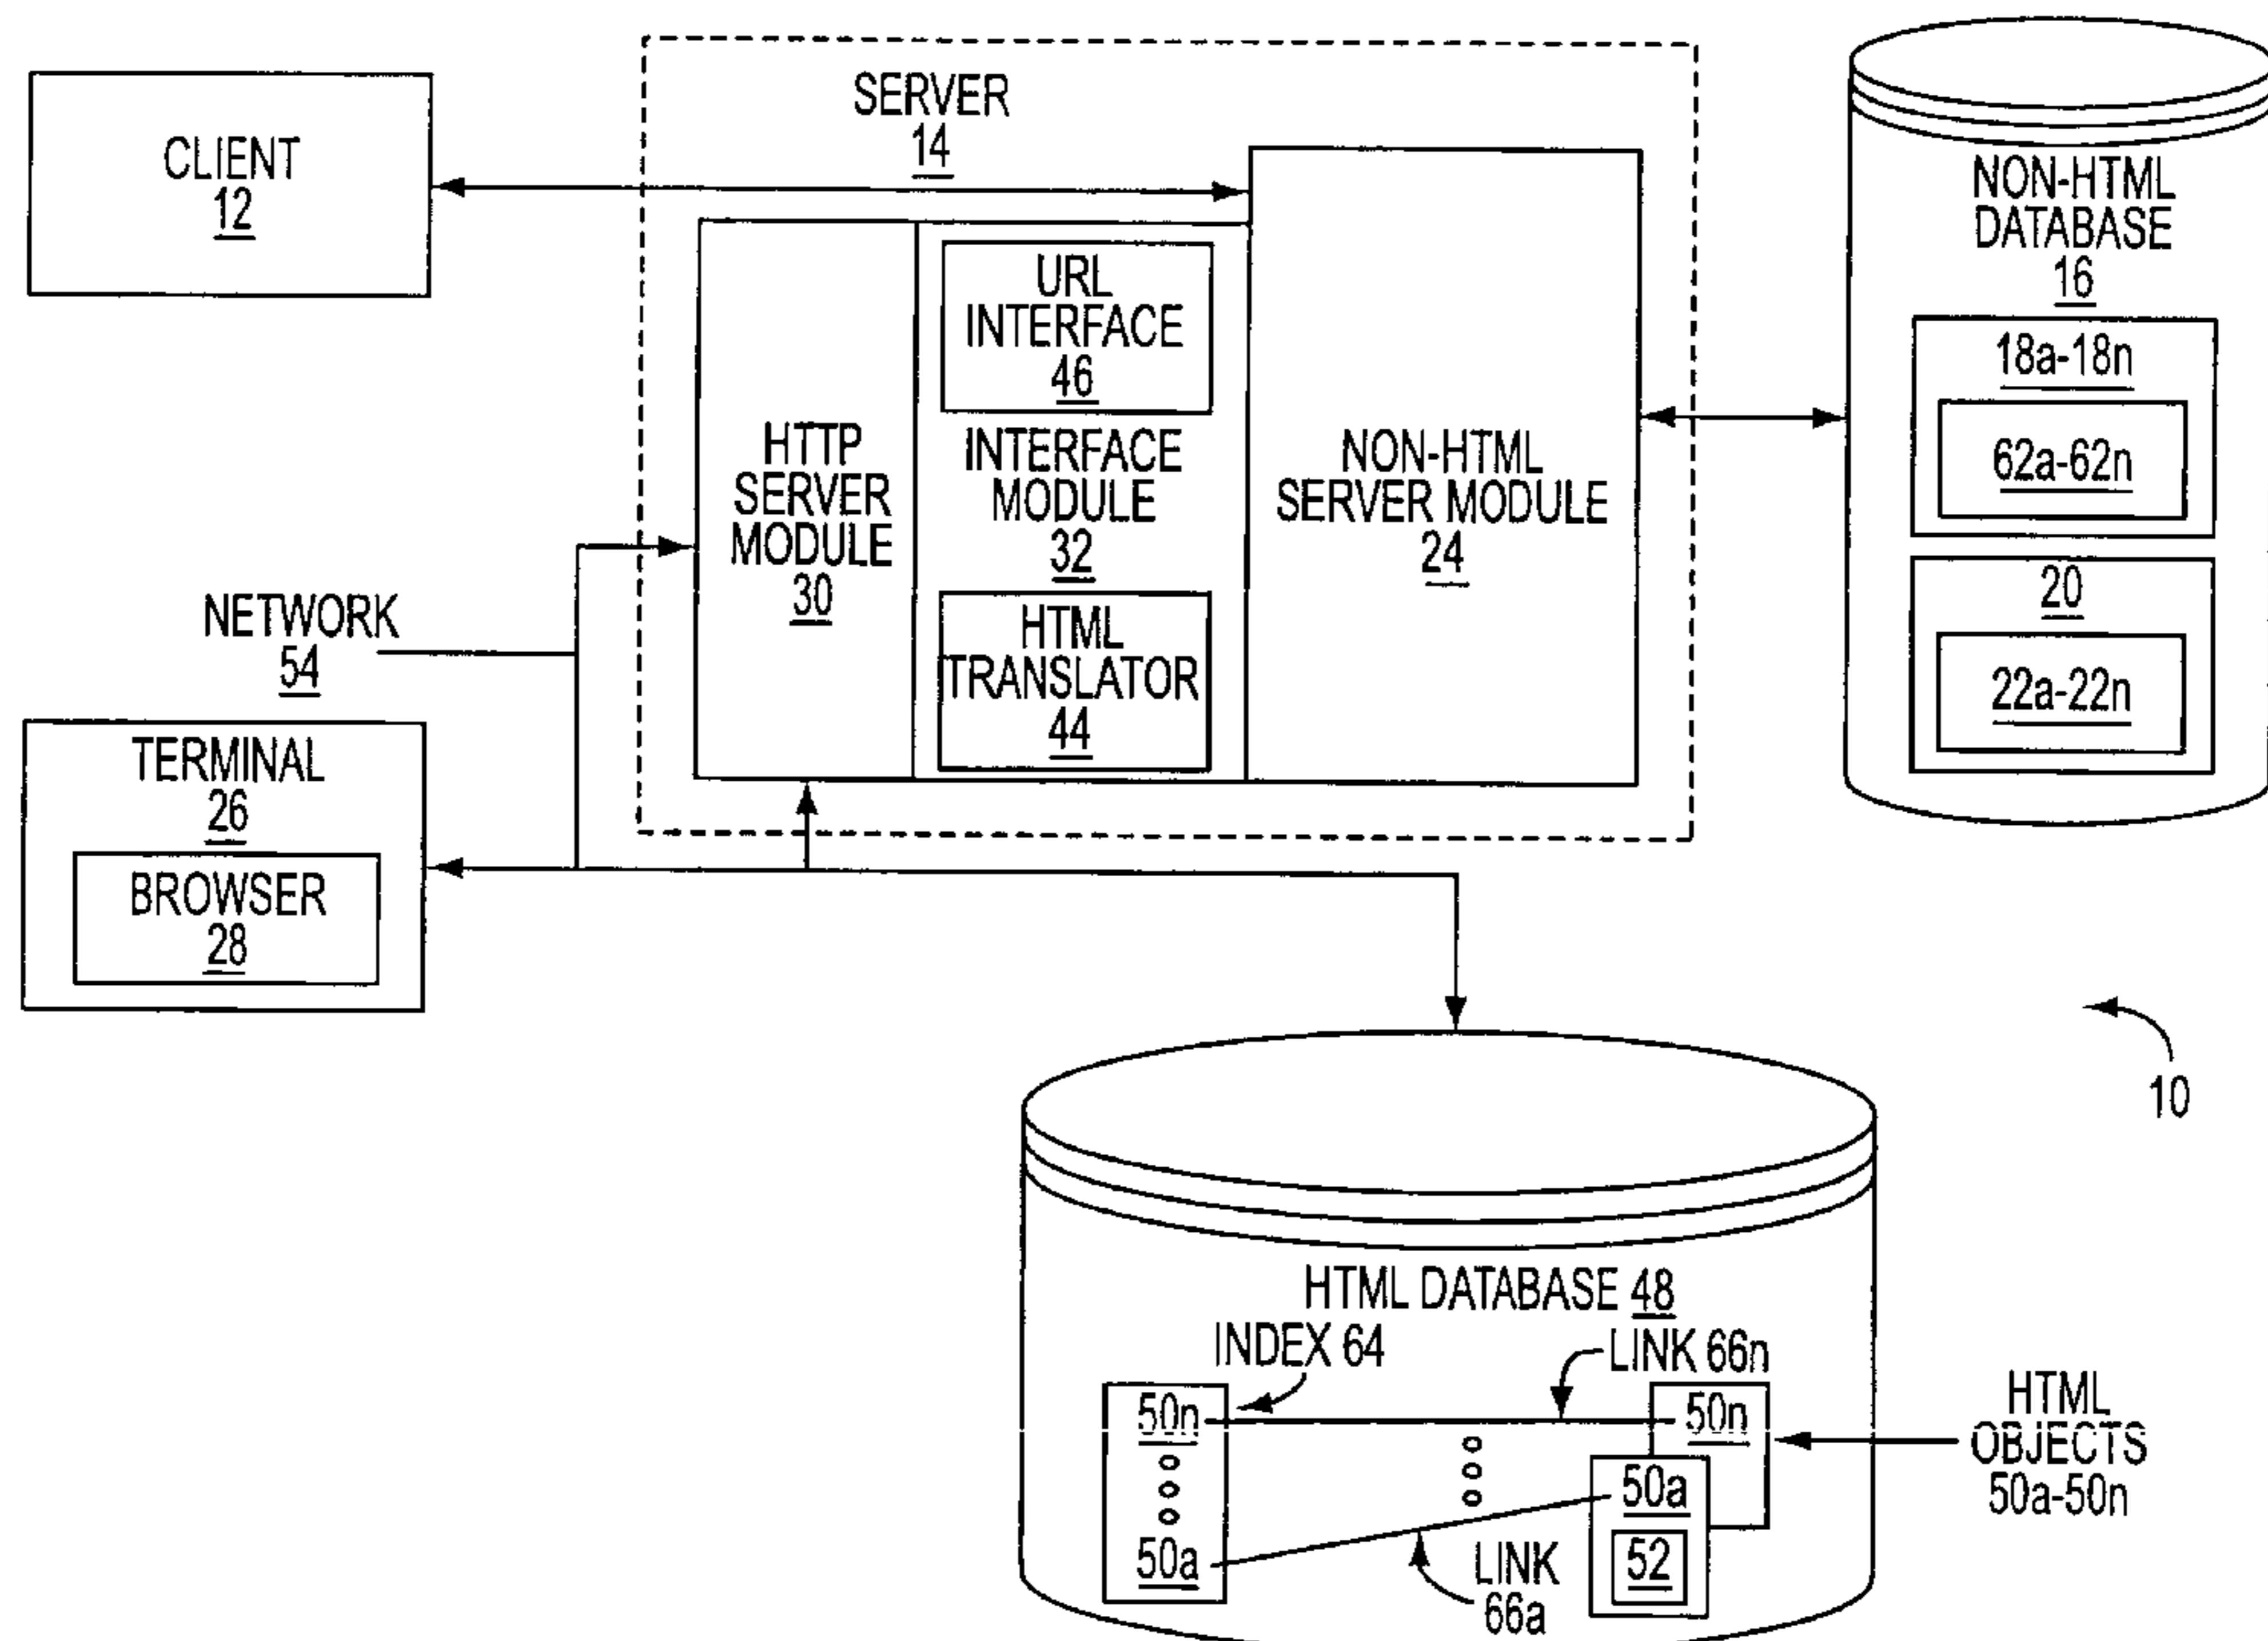 CLIENT
12
SERVER
14
HTTP
SERVER
MODULE
30
URL
INTERFACE
46
INTERFACE
MODULE
32
HTML
TRANSLATOR
44
NON-HTML
SERVER MODULE
24
NON-HTML
DATABASE
16
18a-18n
62a-62n
20
22a-22n
NETWORK
54
TERMINAL
26
BROWSER
28
10
HTML DATABASE 48
INDEX 64
LINK 66n
50n
50a
50n
50a
52
LINK
66a
HTML
OBJECTS
50a-50n